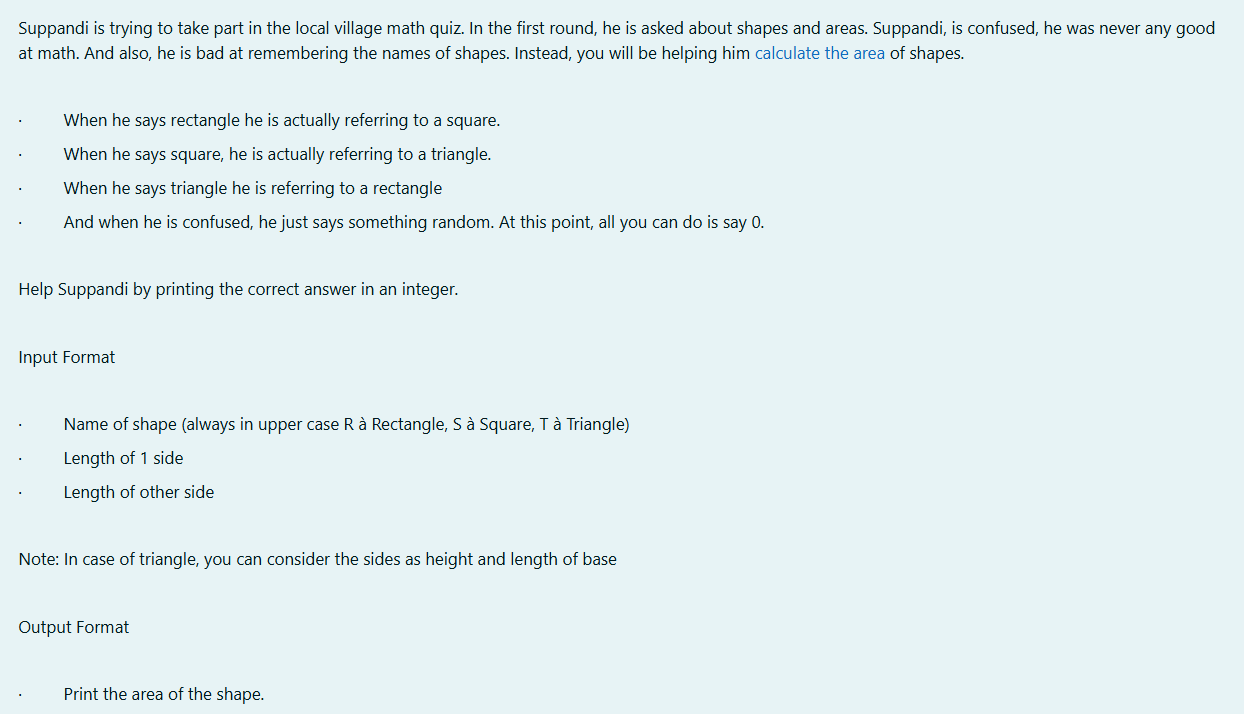 Suppandi is trying to take part in the local village math quiz. In the first round, he is asked about shapes and areas. Suppandi, is confused, he was never any good
at math. And also, he is bad at remembering the names of shapes. Instead, you will be helping him calculate the area of shapes.
· When he says rectangle he is actually referring to a square.
· When he says square, he is actually referring to a triangle.
· When he says triangle he is referring to a rectangle
· And when he is confused, he just says something random. At this point, all you can do is say 0.
Help Suppandi by printing the correct answer in an integer.
Input Format
· Name of shape (always in upper case R à Rectangle, S à Square, T à Triangle)
· Length of 1 side
· Length of other side
Note: In case of triangle, you can consider the sides as height and length of base
Output Format
· Print the area of the shape.